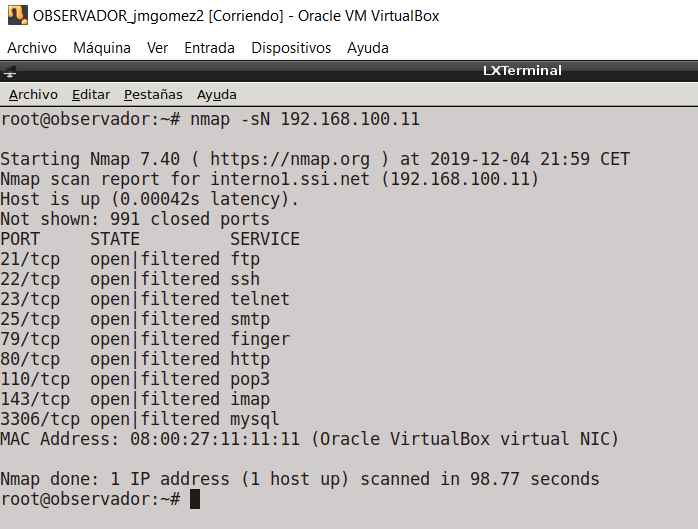 OBSERVADOR_jmgomez2 [Corriendo] - Oracle VM VirtualBox
Archivo Máquina Ver Entrada Dispositivos Ayuda
LXTerminal
Archivo Editar Pestañas Ayuda
root@observador:~# nmap -sN 192.168.100.11
Starting Nmap 7.40 ( https://nmap.org ) at 2019-12-04 21:59 CET
Nmap scan report for interno1.ssi.net (192.168.100.11)
Host is up (0.00042s latency).
Not shown: 991 closed ports
PORT     STATE         SERVICE
21/tcp   open|filtered ftp
22/tcp   open|filtered ssh
23/tcp   open|filtered telnet
25/tcp   open|filtered smtp
79/tcp   open|filtered finger
80/tcp   open|filtered http
110/tcp  open|filtered pop3
143/tcp  open|filtered imap
3306/tcp open|filtered mysql
MAC Address: 08:00:27:11:11:11 (Oracle VirtualBox virtual NIC)
Nmap done: 1 IP address (1 host up) scanned in 98.77 seconds
root@observador:~#